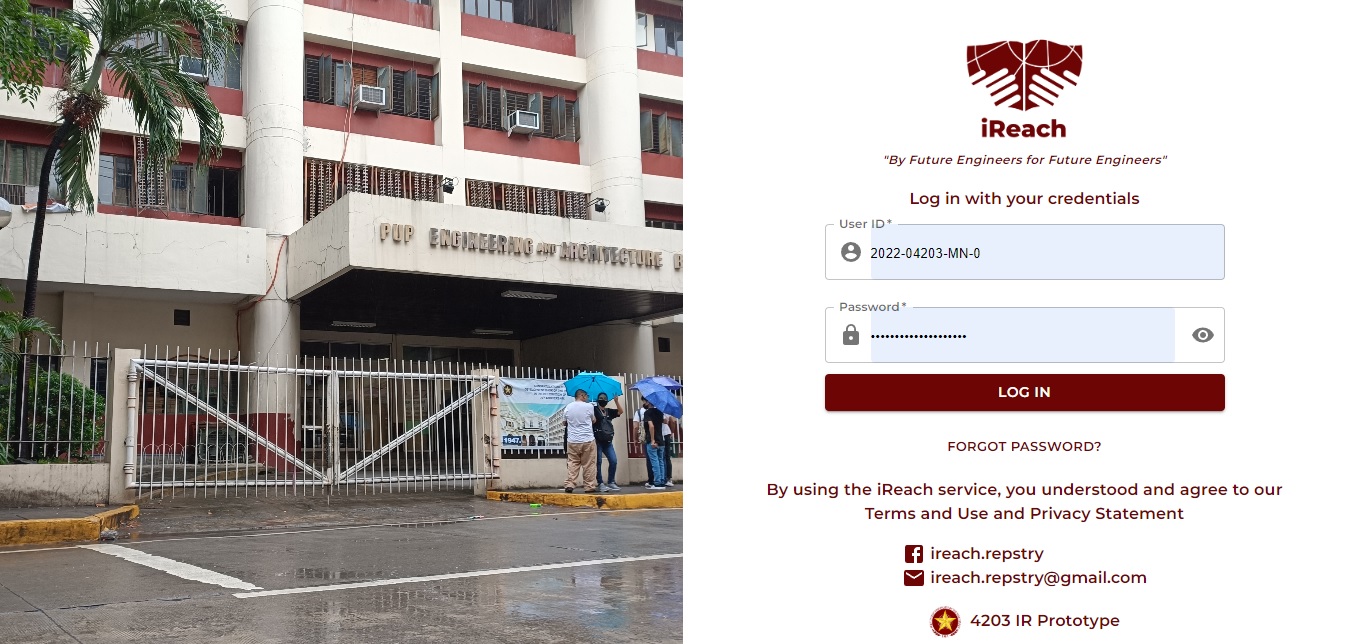 PUP ENGINEERING AND ARCHITECTURE
1947
iReach
"By Future Engineers for Future Engineers"
Log in with your credentials
User ID*
2022-04203-MN-0
Password*
••••••••••••••••••••
LOG IN
FORGOT PASSWORD?
By using the iReach service, you understood and agree to our
Terms and Use and Privacy Statement
ireach.repstry
ireach.repstry@gmail.com
4203 IR Prototype